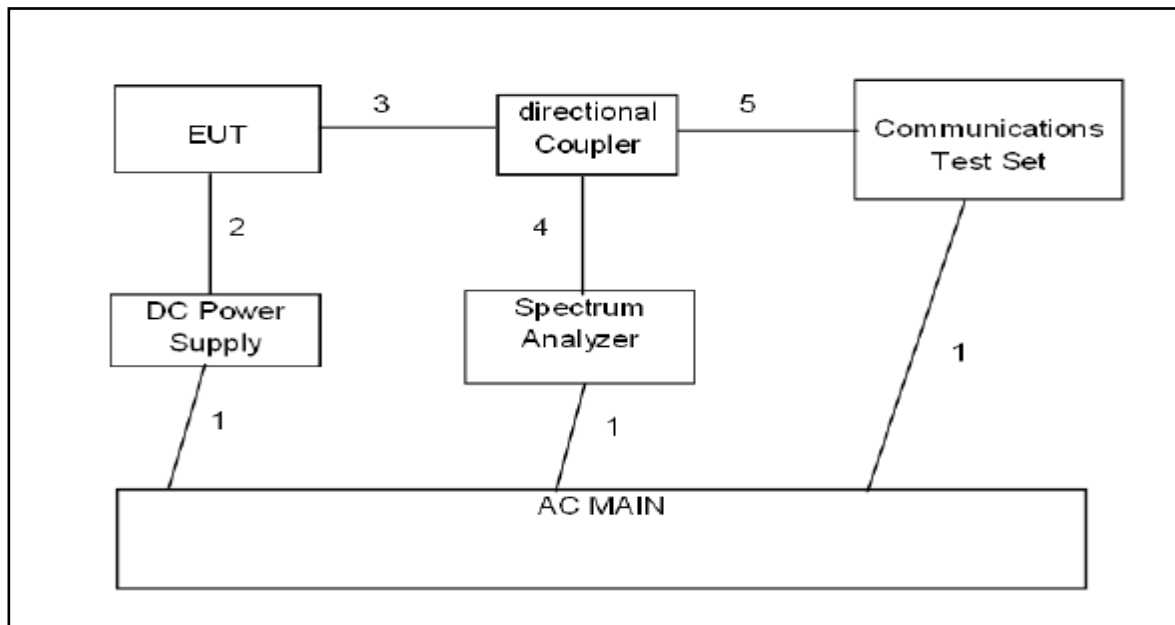 EUT
3
directional
Coupler
5
Communications
Test Set
2
4
DC Power
Supply
Spectrum
Analyzer
1
1
1
AC MAIN